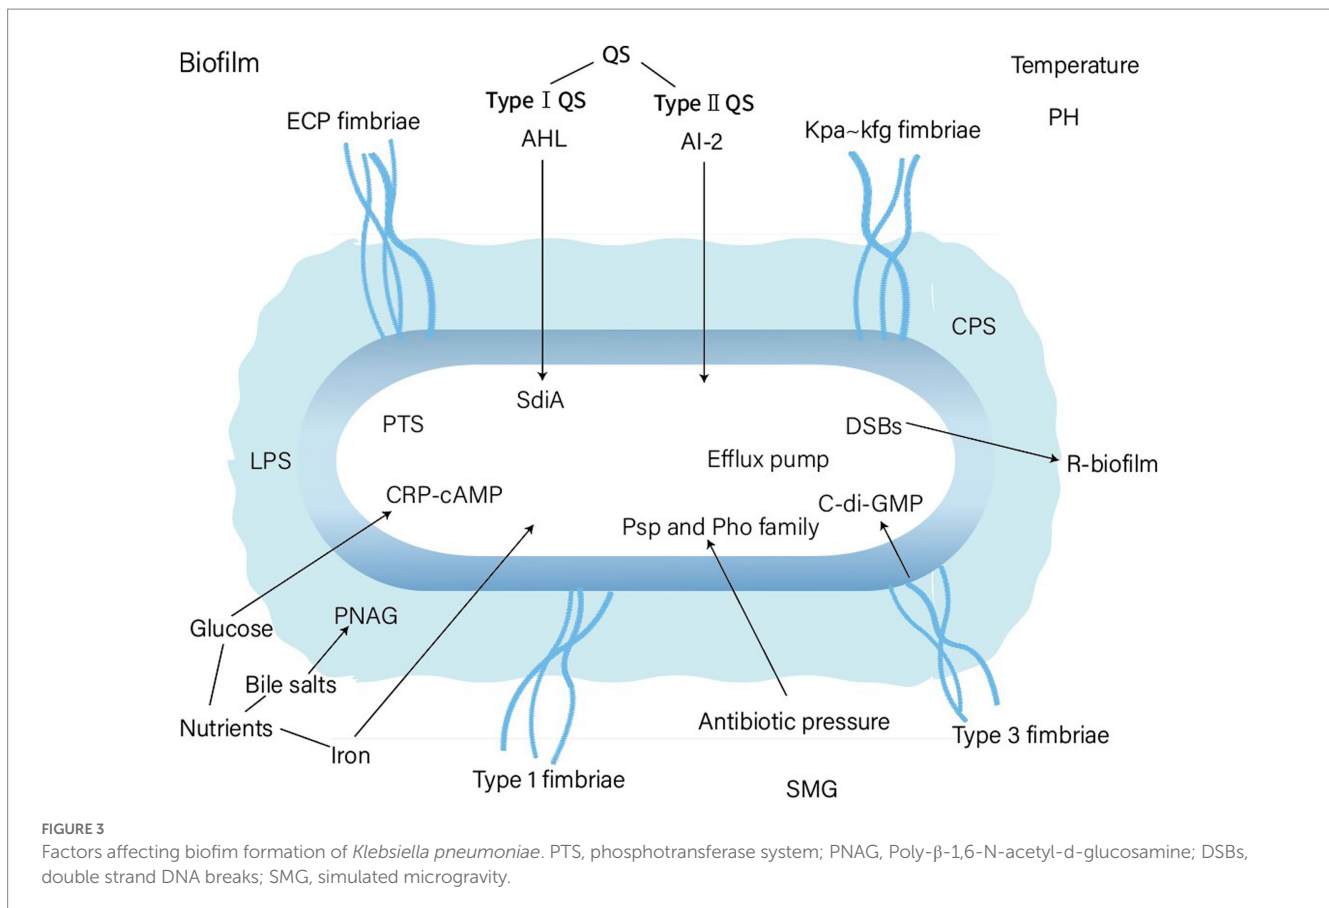 Biofilm
QS
Temperature
Type Ⅰ QS
Type Ⅱ QS
ECP fimbriae
AHL
AI-2
Kpa~kfg fimbriae
PH
CPS
SdiA
PTS
DSBs
LPS
Efflux pump
R-biofilm
CRP-cAMP
C-di-GMP
Psp and Pho family
PNAG
Glucose
Bile salts
Nutrients
Iron
Antibiotic pressure
Type 3 fimbriae
Type 1 fimbriae
SMG
FIGURE 3
Factors affecting biofim formation of Klebsiella pneumoniae. PTS, phosphotransferase system; PNAG, Poly-β-1,6-N-acetyl-d-glucosamine; DSBs,
double strand DNA breaks; SMG, simulated microgravity.